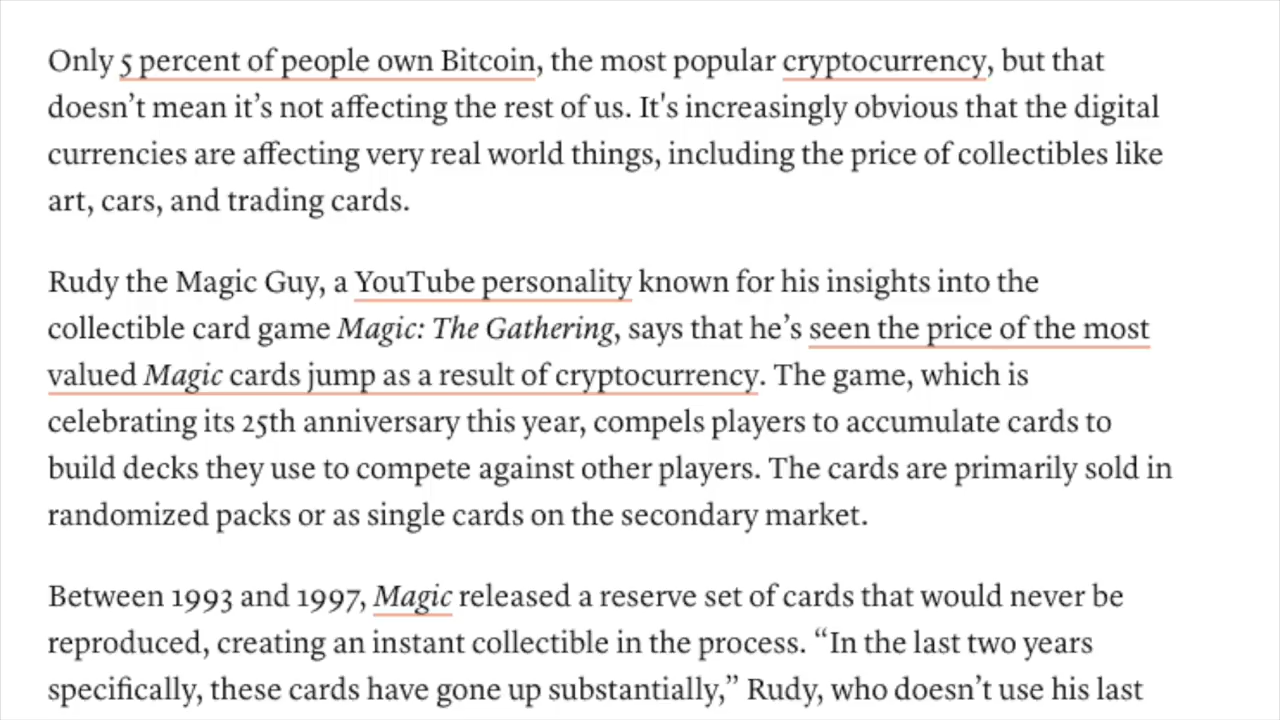 Only 5 percent of people own Bitcoin, the most popular cryptocurrency, but that
doesn’t mean it’s not affecting the rest of us. It's increasingly obvious that the digital
currencies are affecting very real world things, including the price of collectibles like
art, cars, and trading cards.
Rudy the Magic Guy, a YouTube personality known for his insights into the
collectible card game Magic: The Gathering, says that he’s seen the price of the most
valued Magic cards jump as a result of cryptocurrency. The game, which is
celebrating its 25th anniversary this year, compels players to accumulate cards to
build decks they use to compete against other players. The cards are primarily sold in
randomized packs or as single cards on the secondary market.
Between 1993 and 1997, Magic released a reserve set of cards that would never be
reproduced, creating an instant collectible in the process. “In the last two years
specifically, these cards have gone up substantially,” Rudy, who doesn’t use his last